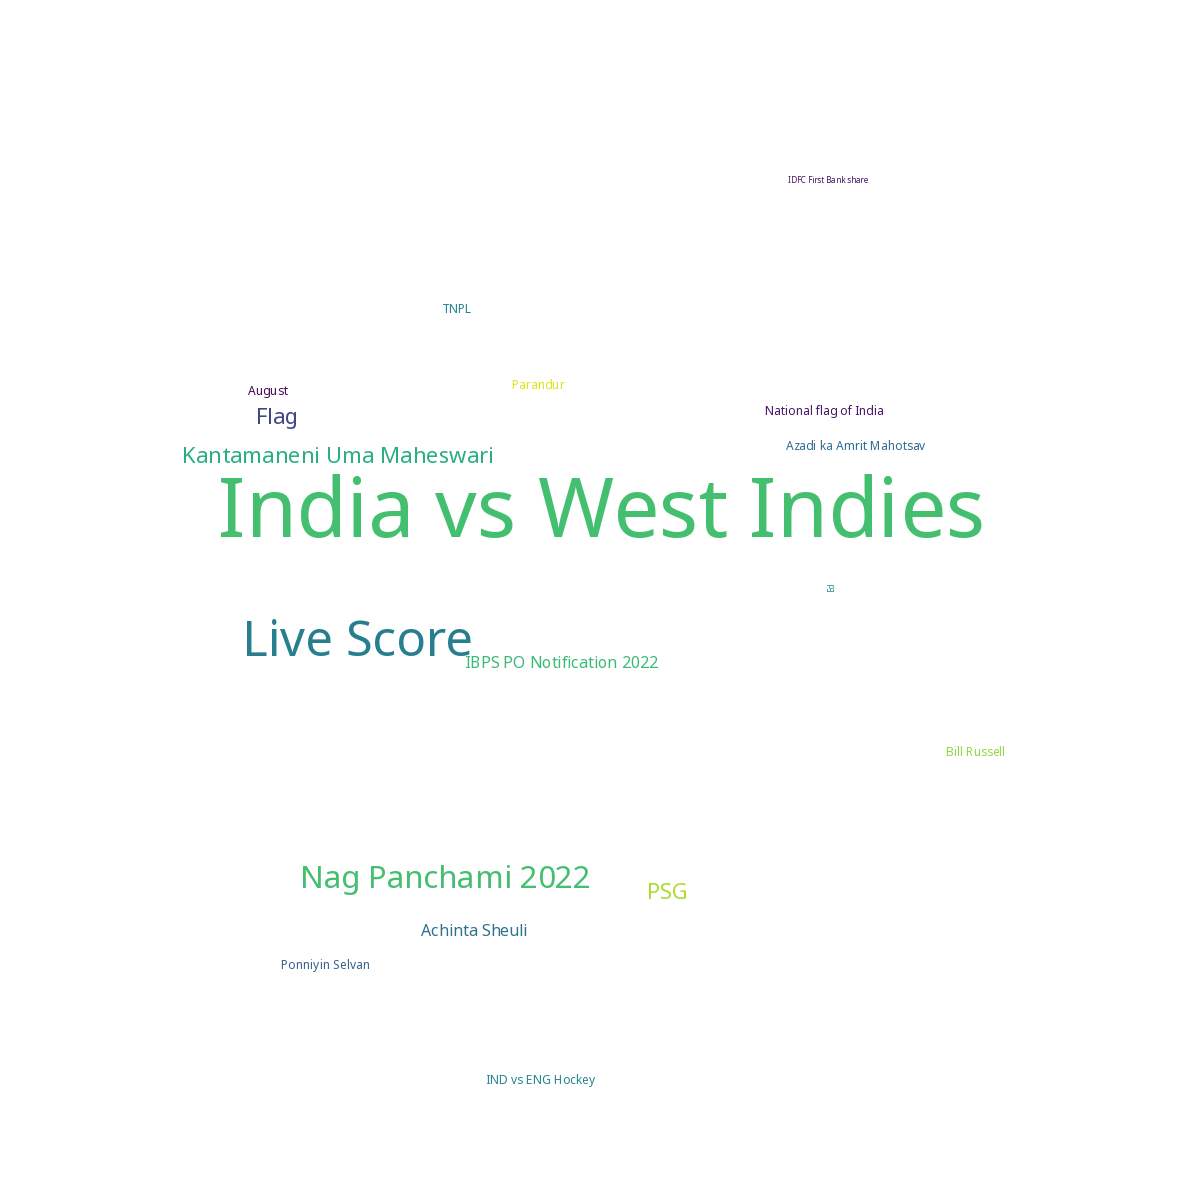 IDFC First Bank share
TNPL
Parandur
August
National flag of India
Flag
Azadi ka Amrit Mahotsav
Kantamaneni Uma Maheswari
India vs West Indies
Live Score
IBPS PO Notification 2022
Bill Russell
Nag Panchami 2022
PSG
Achinta Sheuli
Ponniyin Selvan
IND vs ENG Hockey